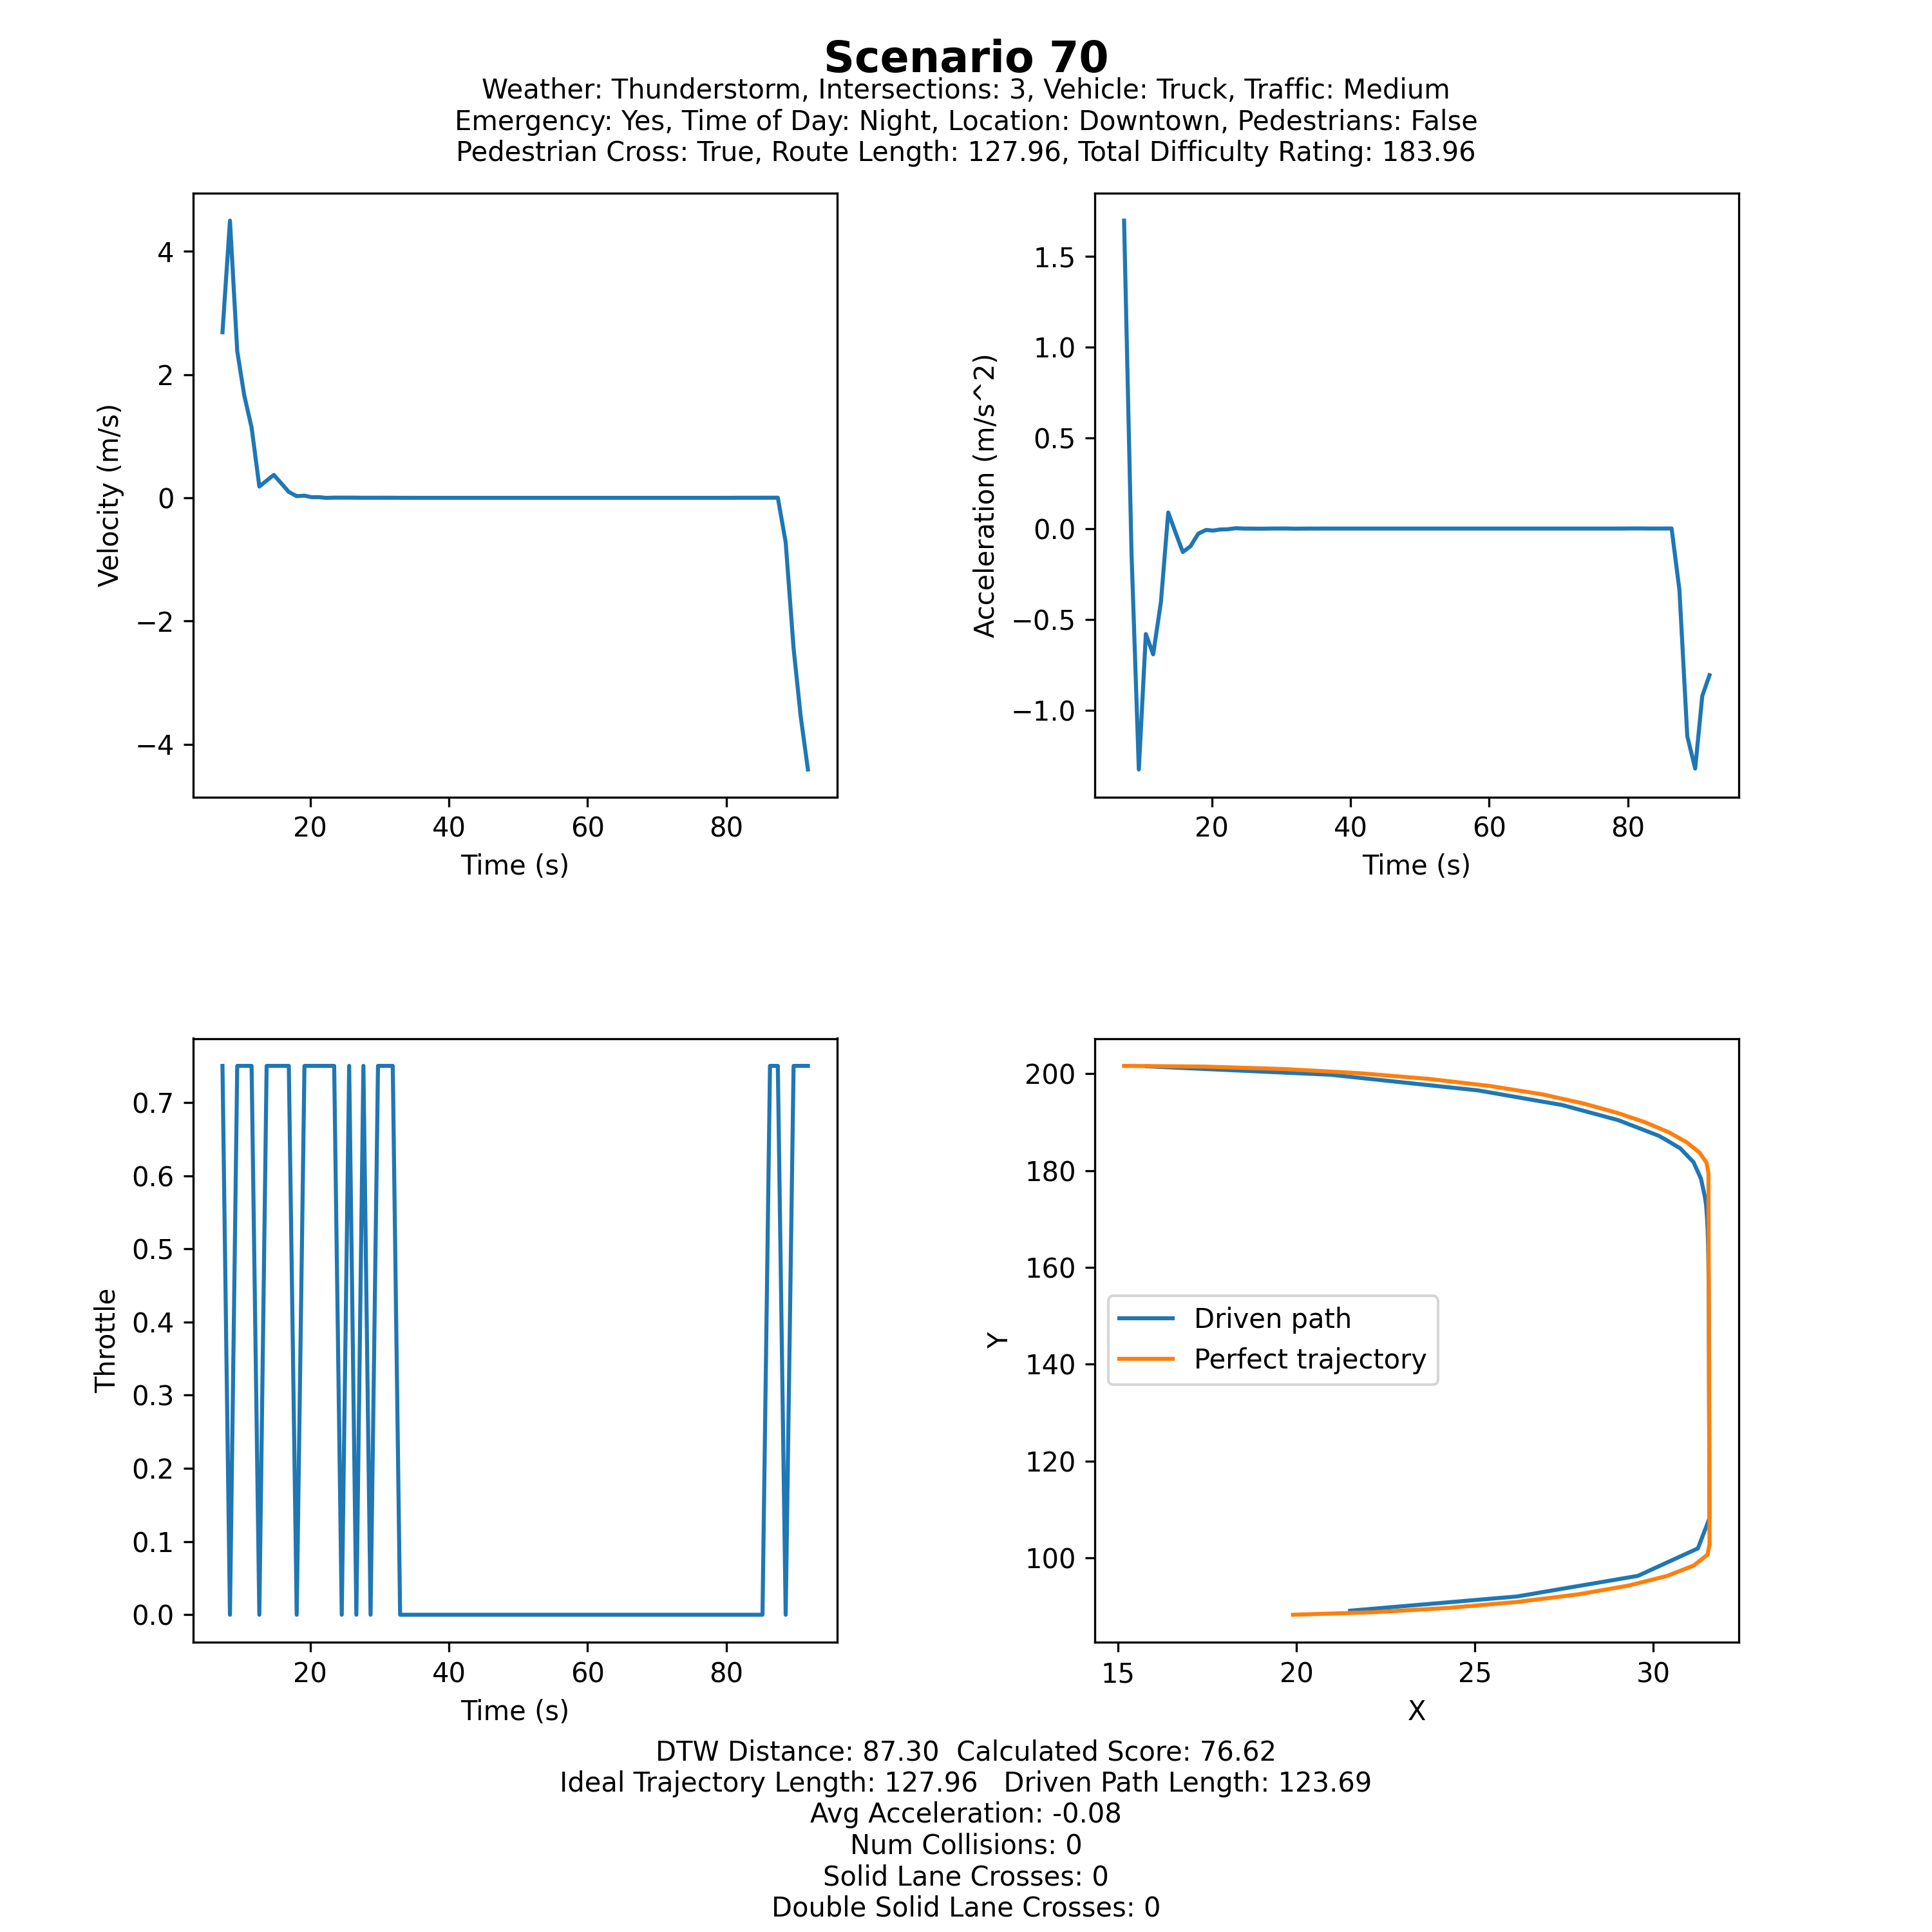 Scenario 70
Weather: Thunderstorm, Intersections: 3, Vehicle: Truck, Traffic: Medium
Emergency: Yes, Time of Day: Night, Location: Downtown, Pedestrians: False
Pedestrian Cross: True, Route Length: 127.96, Total Difficulty Rating: 183.96
Velocity (m/s)
4
2
0
−2
−4
20 40 60 80
Time (s)
Acceleration (m/s^2)
1.5
1.0
0.5
0.0
−0.5
−1.0
20 40 60 80
Time (s)
Throttle
0.7
0.6
0.5
0.4
0.3
0.2
0.1
0.0
20 40 60 80
Time (s)
Y
200
180
160
140
120
100
Driven path
Perfect trajectory
15 20 25 30
X
DTW Distance: 87.30  Calculated Score: 76.62
Ideal Trajectory Length: 127.96   Driven Path Length: 123.69
Avg Acceleration: -0.08
Num Collisions: 0
Solid Lane Crosses: 0
Double Solid Lane Crosses: 0